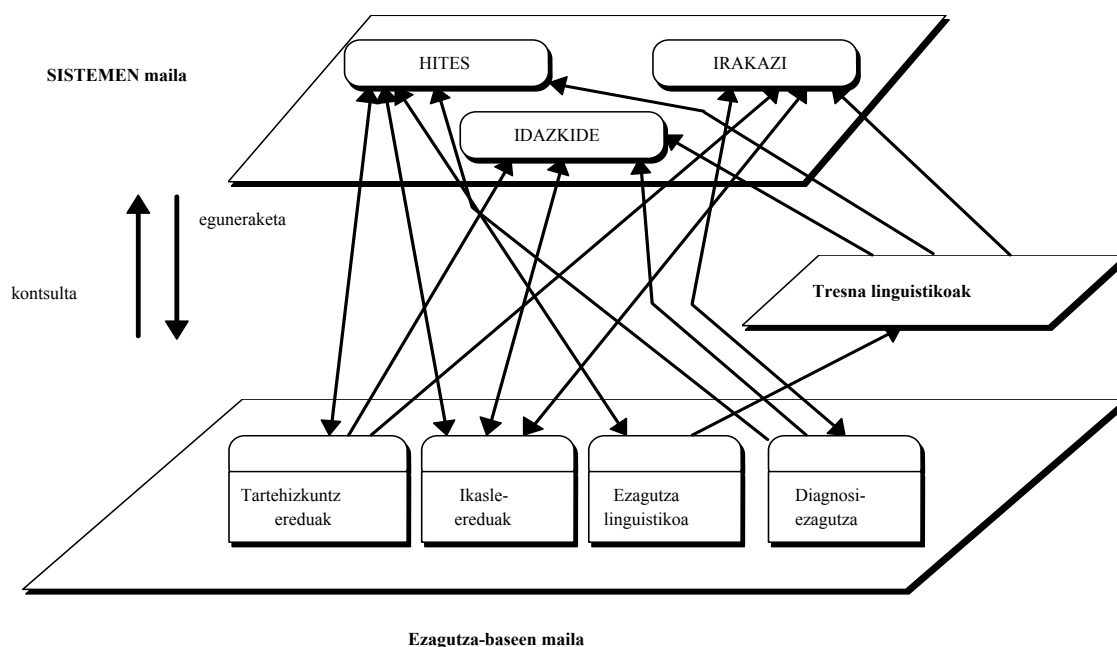 SISTEMEN maila
HITES
IRAKAZI
IDAZKIDE
eguneraketa
kontsulta
Tresna linguistikoak
Tartehizkuntz
ereduak
Ikasle-
ereduak
Ezagutza
linguistikoa
Diagnosi-
ezagutza
Ezagutza-baseen maila